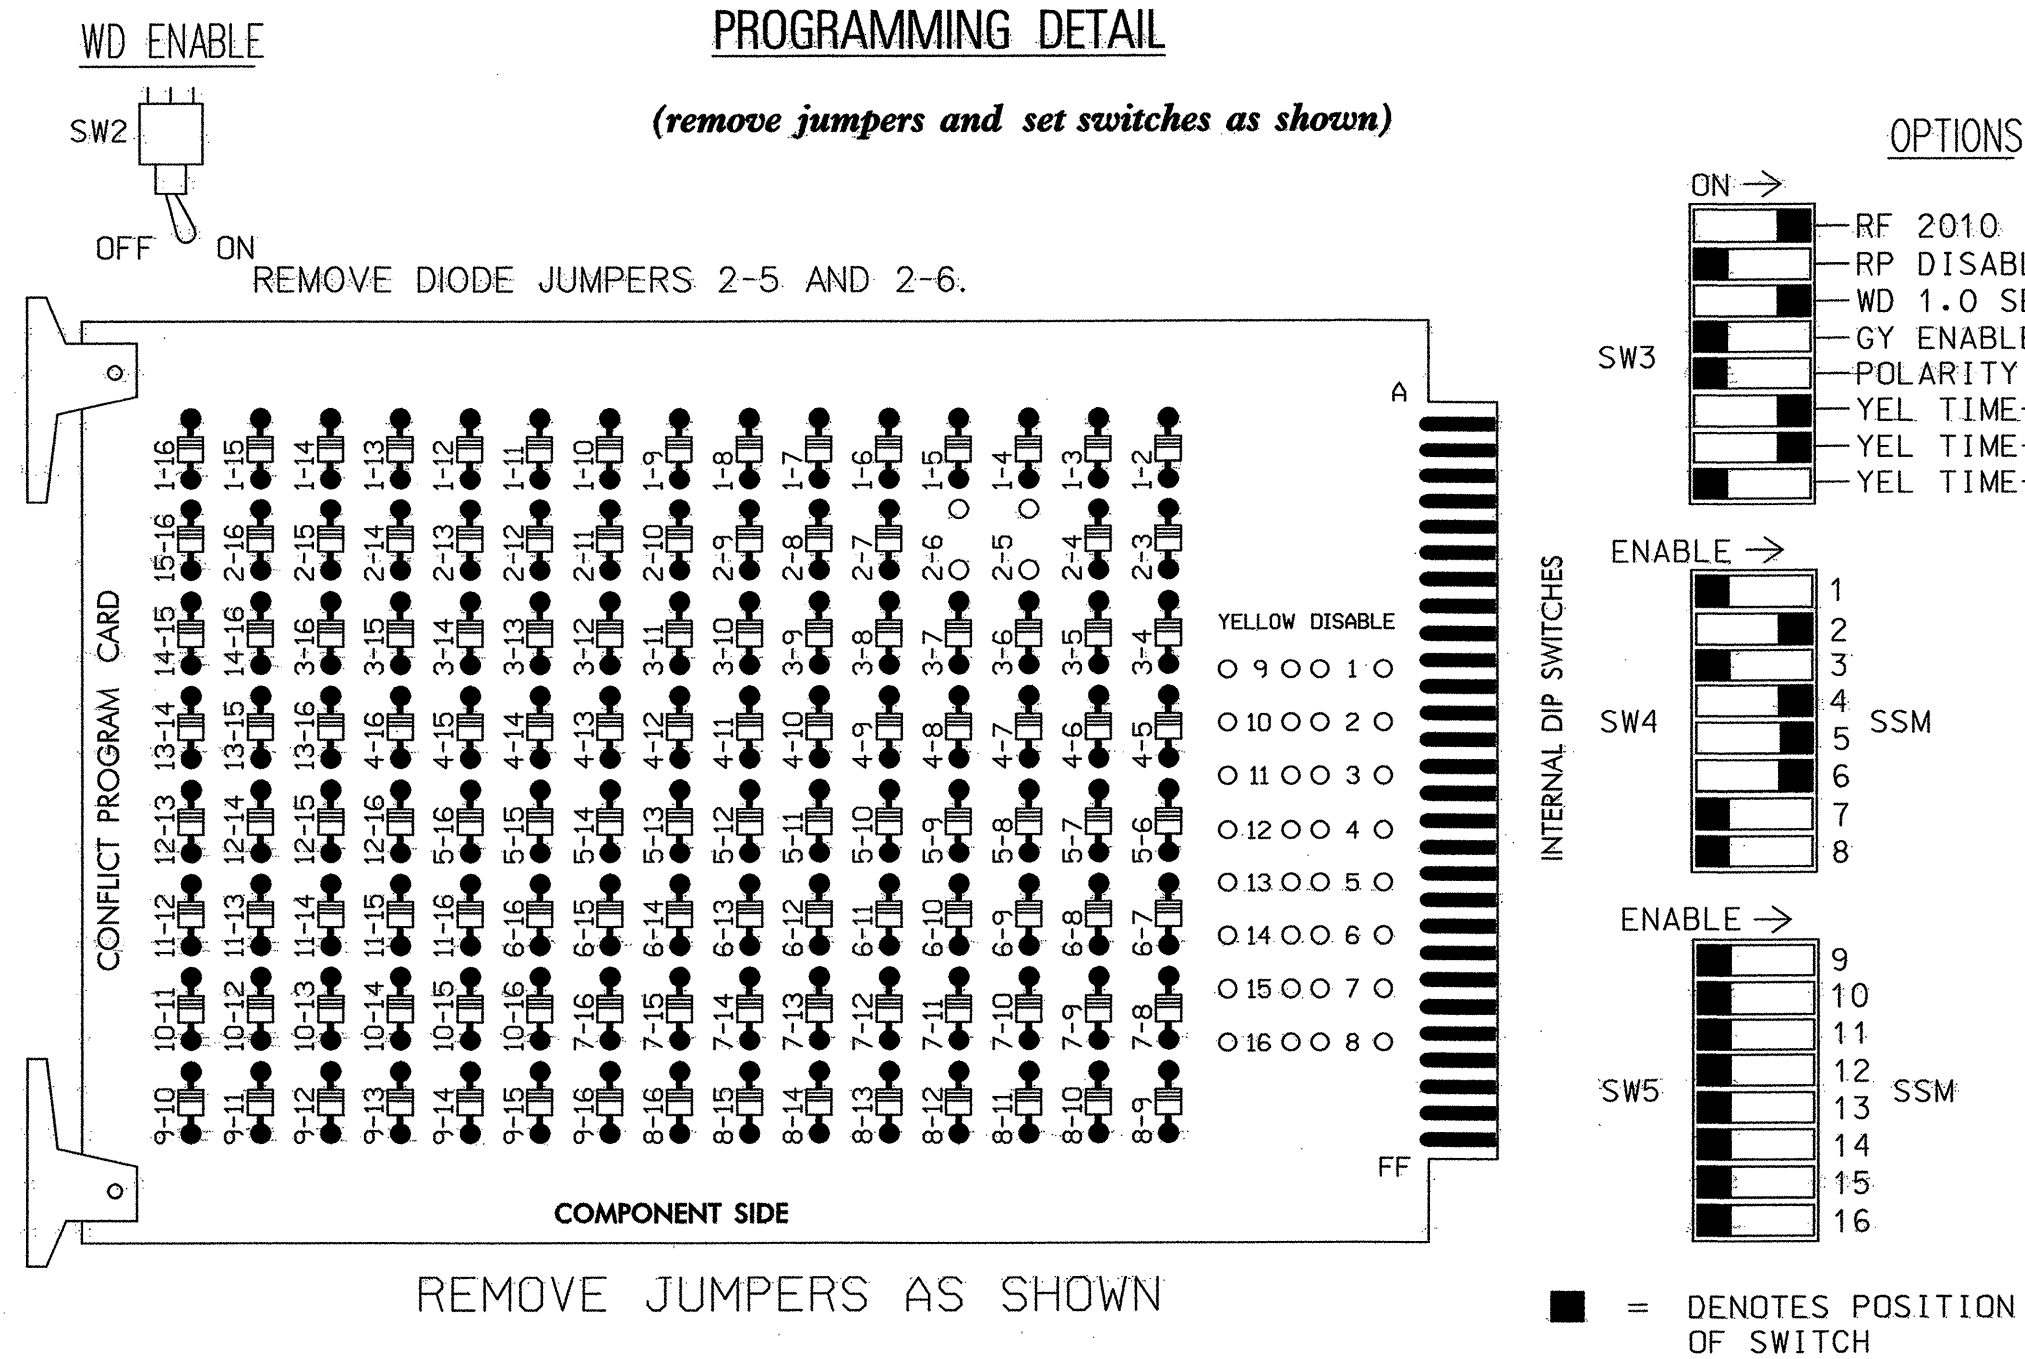 PROGRAMMING DETAIL
(remove jumpers and set switches as shown)
WD ENABLE
SW2
OFF ON
REMOVE DIODE JUMPERS 2-5 AND 2-6.
CONFLICT PROGRAM CARD
1-16 1-15 1-14 1-13 1-12 1-11 1-10 1-9 1-8 1-7 1-6 1-5 1-4 1-3 1-2
15-16 2-16 2-15 2-14 2-13 2-12 2-11 2-10 2-9 2-8 2-7 2-6 2-5 2-4 2-3
14-15 14-16 3-16 3-15 3-14 3-13 3-12 3-11 3-10 3-9 3-8 3-7 3-6 3-5 3-4
13-14 13-15 13-16 4-16 4-15 4-14 4-13 4-12 4-11 4-10 4-9 4-8 4-7 4-6 4-5
12-13 12-14 12-15 12-16 5-16 5-15 5-14 5-13 5-12 5-11 5-10 5-9 5-8 5-7 5-6
11-12 11-13 11-14 11-15 11-16 6-16 6-15 6-14 6-13 6-12 6-11 6-10 6-9 6-8 6-7
10-11 10-12 10-13 10-14 10-15 10-16 7-16 7-15 7-14 7-13 7-12 7-11 7-10 7-9 7-8
9-10 9-11 9-12 9-13 9-14 9-15 9-16 8-16 8-15 8-14 8-13 8-12 8-11 8-10 8-9
A
YELLOW DISABLE
9 1
10 2
11 3
12 4
13 5
14 6
15 7
16 8
FF
COMPONENT SIDE
REMOVE JUMPERS AS SHOWN
INTERNAL DIP SWITCHES
OPTIONS
ON
SW3
RF 2010
RP DISABL
WD 1.0 SE
GY ENABLE
POLARITY
YEL TIME-
YEL TIME-
YEL TIME-
ENABLE
SW4
1
2
3
4
5
6
7
8
SSM
ENABLE
SW5
9
10
11
12
13
14
15
16
SSM
= DENOTES POSITION
OF SWITCH